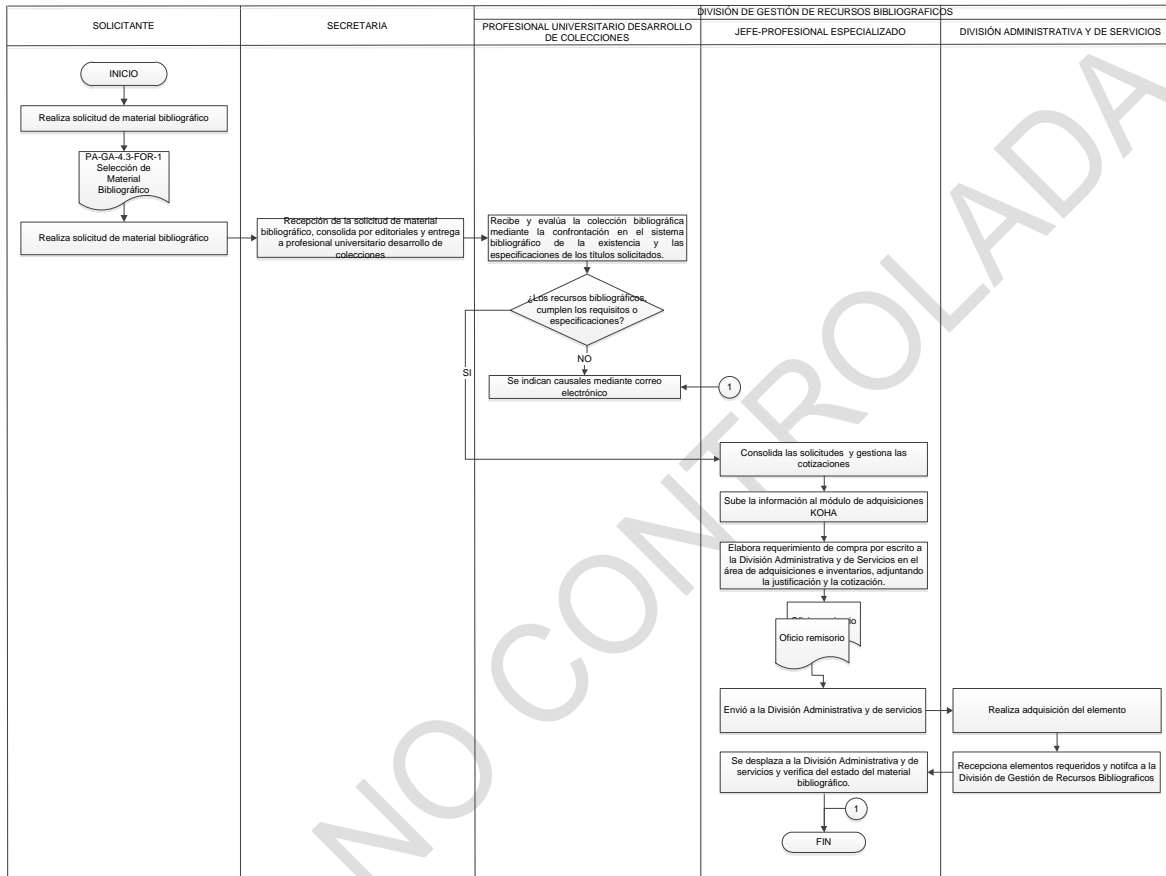 DIVISIÓN DE GESTIÓN DE RECURSOS BIBLIOGRAFICOS
SOLICITANTE
SECRETARIA
PROFESIONAL UNIVERSITARIO DESARROLLO
DE COLECCIONES
JEFE-PROFESIONAL ESPECIALIZADO
DIVISIÓN ADMINISTRATIVA Y DE SERVICIOS
INICIO
Realiza solicitud de material bibliográfico
PA-GA-4.3-FOR-1
Selección de
Material
Bibliográfico
Realiza solicitud de material bibliográfico
Recepción de la solicitud de material
bibliográfico, consolida por editoriales y entrega
a profesional universitario desarrollo de
colecciones
Recibe y evalúa la colección bibliográfica
mediante la confrontación en el sistema
bibliográfico de la existencia y las
especificaciones de los títulos solicitados.
¿Los recursos bibliográficos,
cumplen los requisitos o
especificaciones?
NO
SI
Se indican causales mediante correo
electrónico
1
Consolida las solicitudes y gestiona las
cotizaciones
Sube la información al módulo de adquisiciones
KOHA
Elabora requerimiento de compra por escrito a
la División Administrativa y de Servicios en el
área de adquisiciones e inventarios, adjuntando
la justificación y la cotización.
Oficio remisorio
Envió a la División Administrativa y de servicios
Realiza adquisición del elemento
Recepciona elementos requeridos y notifca a la
División de Gestión de Recursos Bibliograficos
Se desplaza a la División Administrativa y de
servicios y verifica del estado del material
bibliográfico.
1
FIN
NO CONTROLADA